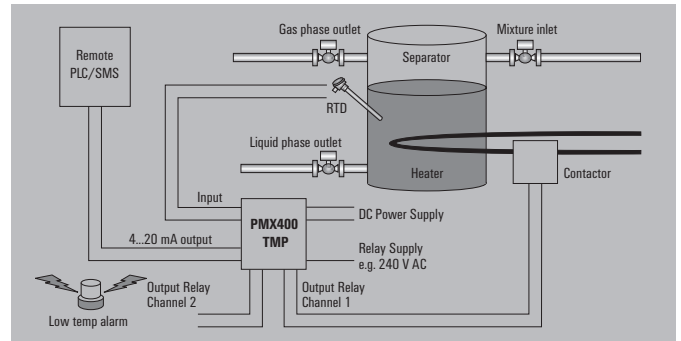 Gas phase outlet
Mixture inlet
Remote
PLC/SMS
Separator
RTD
Liquid phase outlet
Heater
Contactor
Input
PMX400
TMP
DC Power Supply
4...20 mA output
Relay Supply
e.g. 240 V AC
Output Relay
Channel 2
Output Relay
Channel 1
Low temp alarm